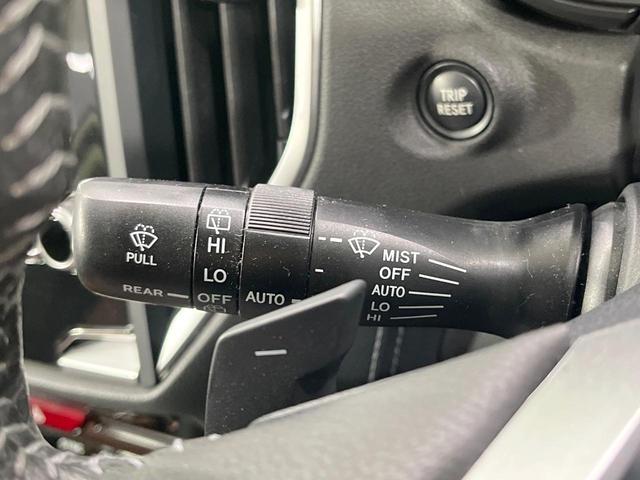 TRIP
RESET
PULL
REAR
HI
LO
OFF
AUTO
MIST
OFF
AUTO
LO
HI